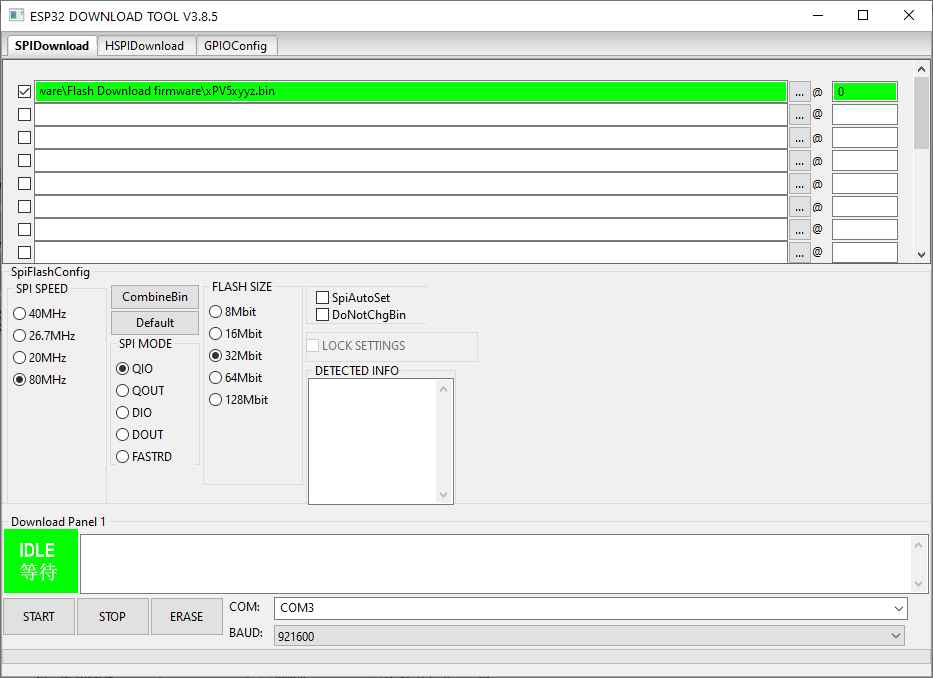 ESP32 DOWNLOAD TOOL V3.8.5
SPIDownload HSPIDownload GPIOConfig
ware\Flash Download firmware\xPV5xyyz.bin ... @ 0
... @
... @
... @
... @
... @
... @
... @
SpiFlashConfig
SPI SPEED
40MHz
26.7MHz
20MHz
80MHz
CombineBin
Default
SPI MODE
QIO
QOUT
DIO
DOUT
FASTRD
FLASH SIZE
8Mbit
16Mbit
32Mbit
64Mbit
128Mbit
SpiAutoSet
DoNotChgBin
LOCK SETTINGS
DETECTED INFO
Download Panel 1
IDLE
等待
START STOP ERASE
COM: COM3
BAUD: 921600